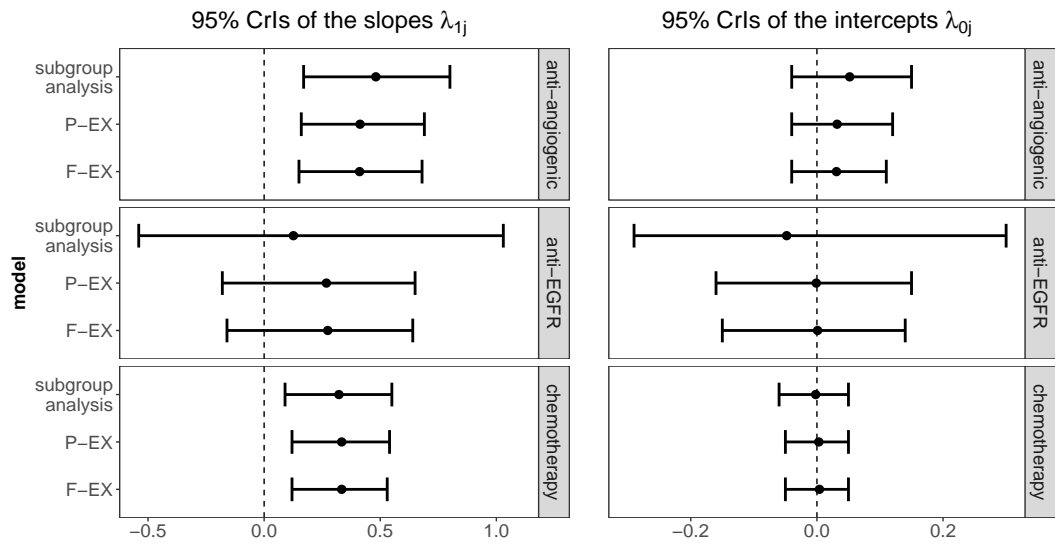 95% CrIs of the slopes λ1j
95% CrIs of the intercepts λ0j
model
subgroup
analysis
P−EX
F−EX
anti−angiogenic
anti−angiogenic
subgroup
analysis
P−EX
F−EX
anti−EGFR
anti−EGFR
subgroup
analysis
P−EX
F−EX
chemotherapy
chemotherapy
−0.5 0.0 0.5 1.0
−0.2 0.0 0.2